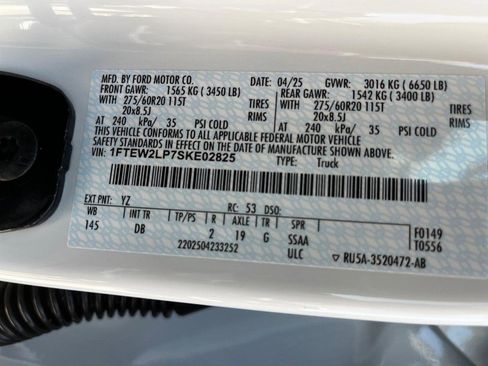 MFD. BY FORD MOTOR CO. 04/25 GVWR: 3016 KG ( 6650 LB)
FRONT GAWR: 1565 KG ( 3450 LB) REAR GAWR: 1542 KG ( 3400 LB)
WITH 275/60R20 115T TIRES WITH 275/60R20 115T TIRES
20x8.5J RIMS 20x8.5J RIMS
AT 240 kPa/ 35 PSI COLD AT 240 kPa/ 35 PSI COLD
THIS VEHICLE CONFORMS TO ALL APPLICABLE FEDERAL MOTOR VEHICLE
SAFETY STANDARDS IN EFFECT ON THE DATE OF MANUFACTURE SHOWN ABOVE.
VIN: 1FTEW2LP7SKE02825 TYPE: Truck
EXT PNT: YZ RC: 53 DSO:
WB INT TR TP/PS R AXLE TR SPR F0149
145 DB 2 19 G SSAA T0556
2202504233252 ULC
RU5A-3520472-AB